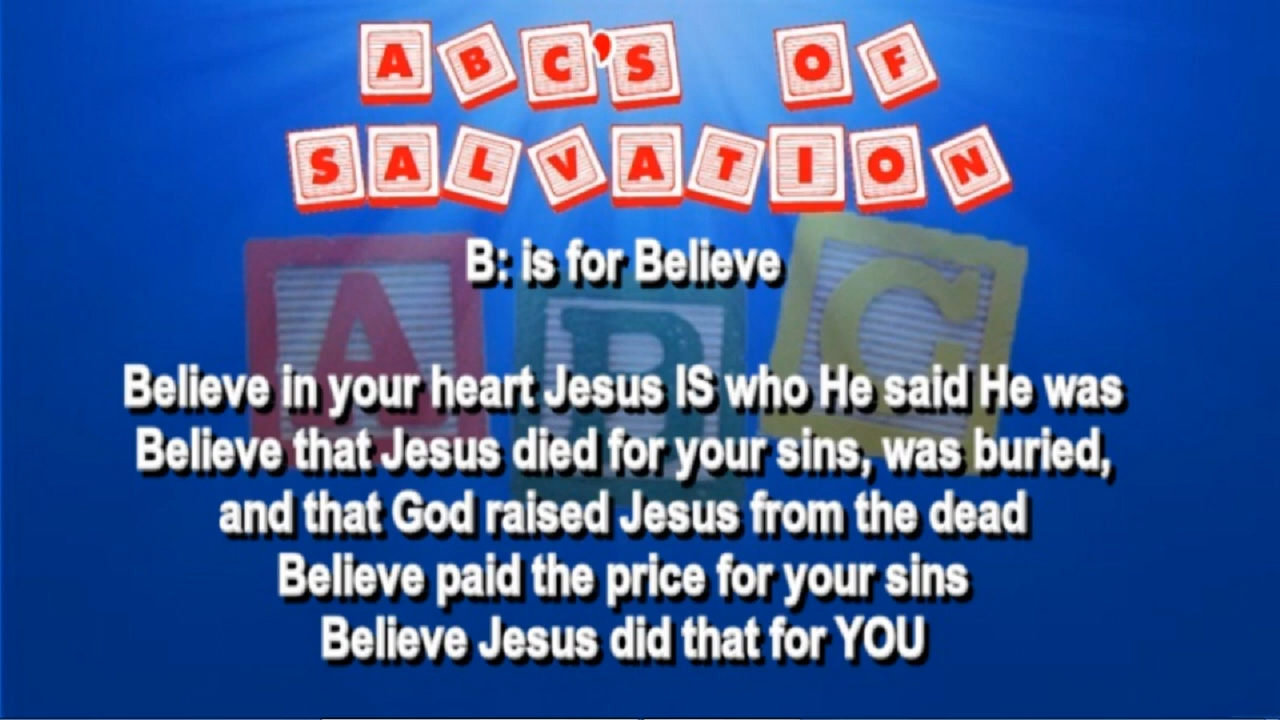 ABC'S OF
SALVATION
B: is for Believe
A B C
Believe in your heart Jesus IS who He said He was
Believe that Jesus died for your sins, was buried,
and that God raised Jesus from the dead
Believe paid the price for your sins
Believe Jesus did that for YOU